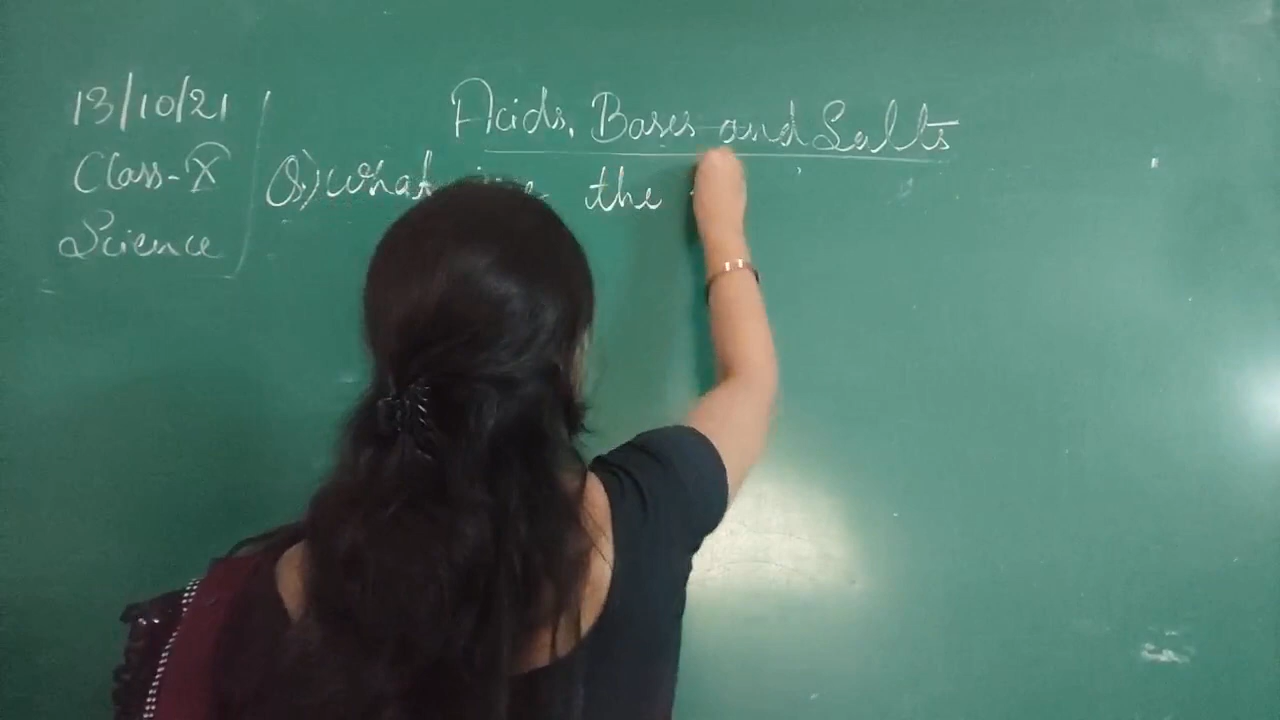 13/10/21
Class-X
Science
Acids, Bases and Salts
Q) What the